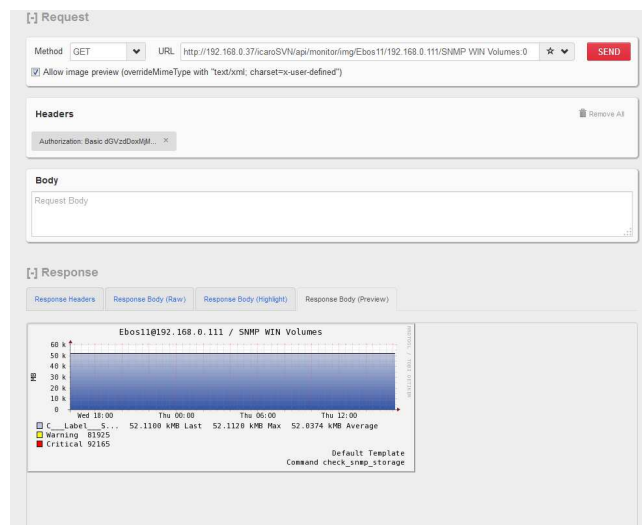 [-] Request
Method GET URL http://192.168.0.37/icaroSVN/api/monitor/img/Ebos11/192.168.0.111/SNMP WIN Volumes:0 SEND
Allow image preview (overrideMimeType with "text/xml; charset=x-user-defined")
Headers Remove All
Authorization: Basic dGVzdDoxMjM... ×
Body
Request Body
[-] Response
Response Headers Response Body (Raw) Response Body (Highlight) Response Body (Preview)
Ebos11@192.168.0.111 / SNMP WIN Volumes
60 k
50 k
40 k
30 k
20 k
10 k
0
MB
Wed 18:00 Thu 00:00 Thu 06:00 Thu 12:00
C___Label___S... 52.1100 kMB Last 52.1120 kMB Max 52.0374 kMB Average
Warning 81925
Critical 92165
Default Template
Command check_snmp_storage